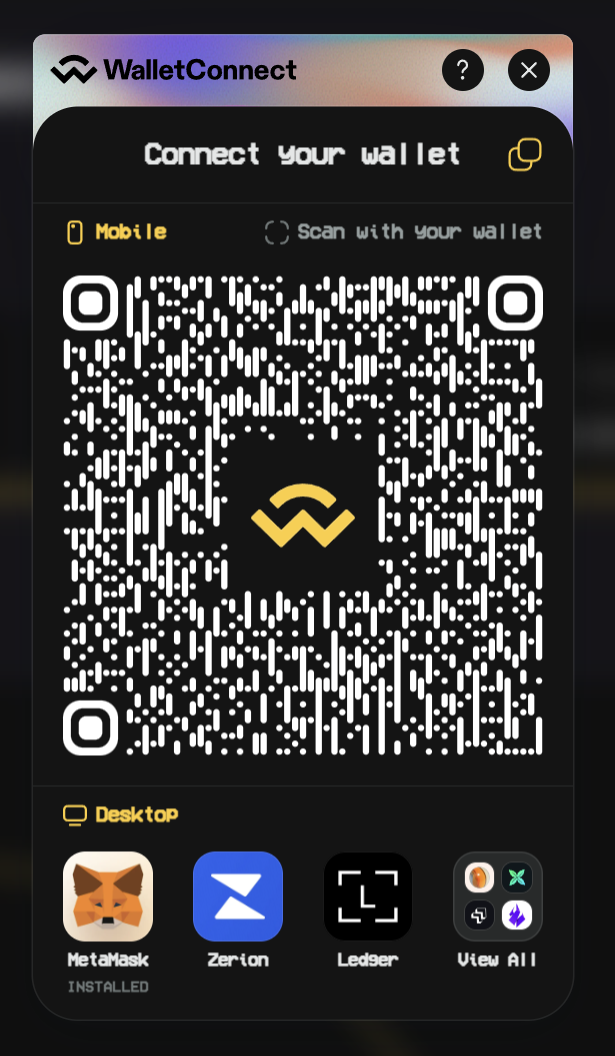 WalletConnect
?
Connect your wallet
Mobile
Scan with your wallet
Desktop
MetaMask
Zerion
Ledger
View All
INSTALLED